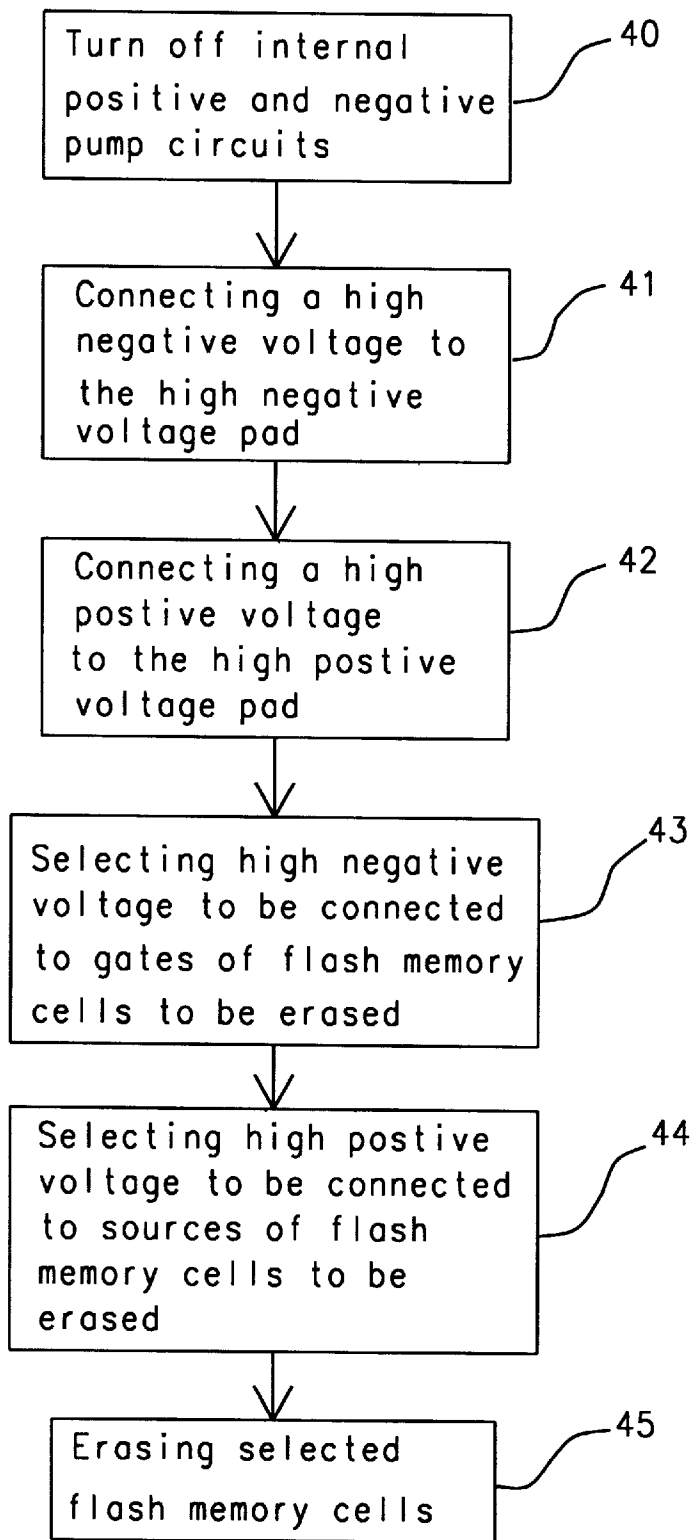 Turn off internal
positive and negative
pump circuits
40
Connecting a high
negative voltage to
the high negative
voltage pad
41
Connecting a high
postive voltage
to the high postive
voltage pad
42
Selecting high negative
voltage to be connected
to gates of flash memory
cells to be erased
43
Selecting high postive
voltage to be connected
to sources of flash
memory cells to be
erased
44
Erasing selected
flash memory cells
45